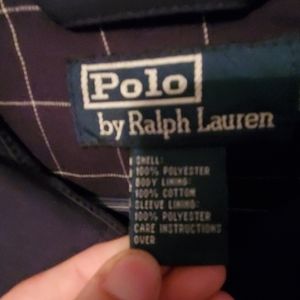 Polo
by Ralph Lauren
SHELL:
100% POLYESTER
BODY LINING:
100% COTTON
SLEEVE LINING:
100% POLYESTER
CARE INSTRUCTIONS
OVER